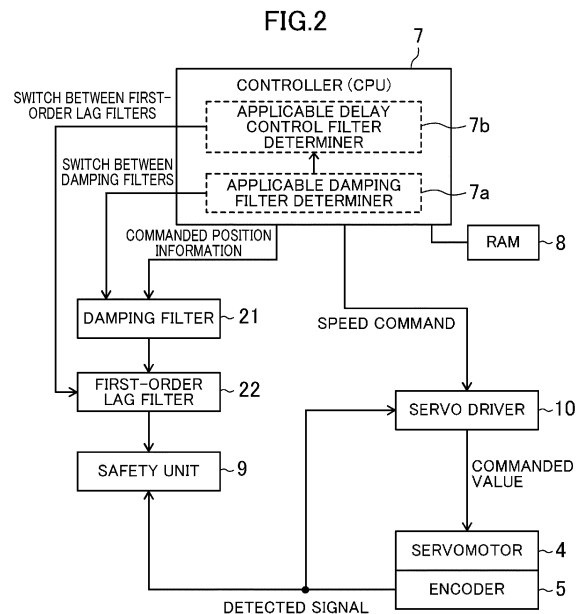 FIG.2
7
CONTROLLER (CPU)
SWITCH BETWEEN FIRST-
ORDER LAG FILTERS
APPLICABLE DELAY
CONTROL FILTER
DETERMINER
7b
SWITCH BETWEEN
DAMPING FILTERS
APPLICABLE DAMPING
FILTER DETERMINER
7a
COMMANDED POSITION
INFORMATION
RAM
8
DAMPING FILTER
21
SPEED COMMAND
FIRST-ORDER
LAG FILTER
22
SERVO DRIVER
10
SAFETY UNIT
9
COMMANDED
VALUE
SERVOMOTOR
4
ENCODER
5
DETECTED SIGNAL